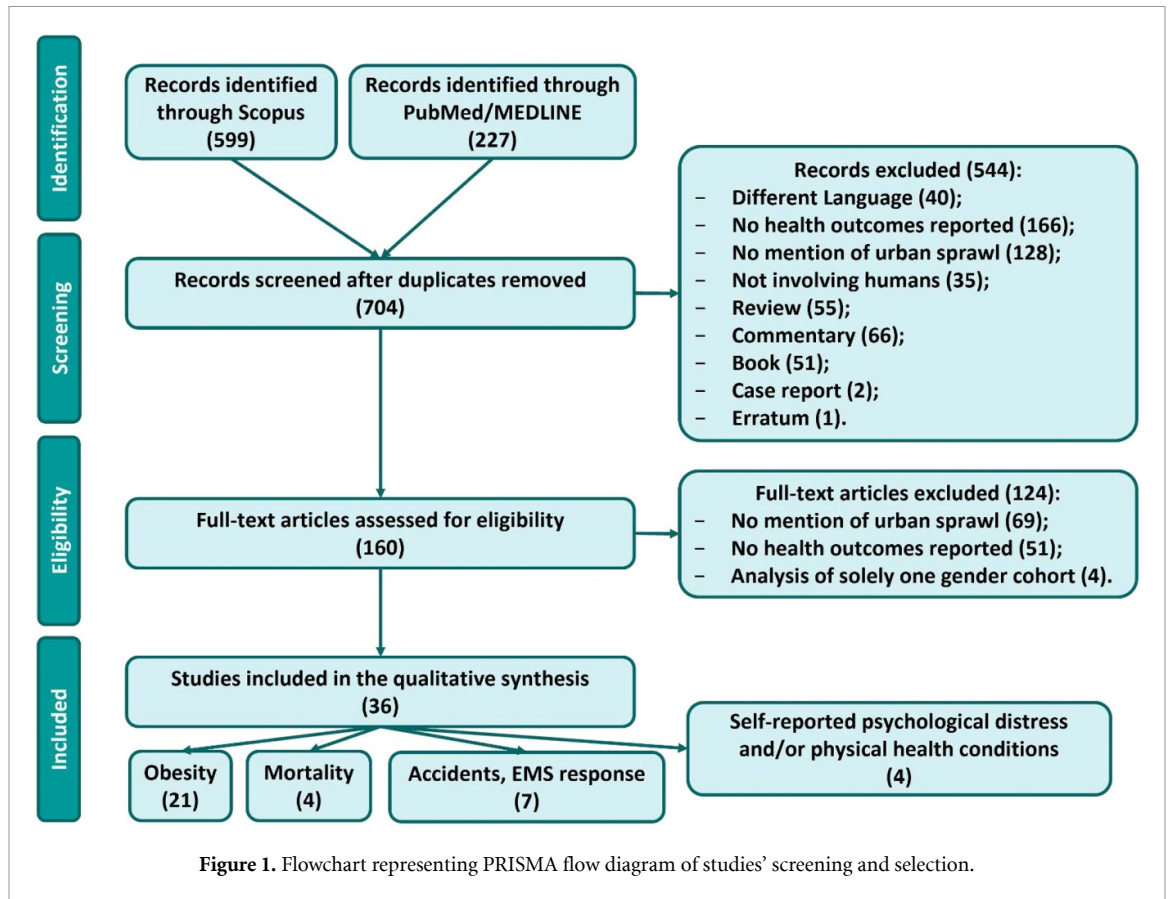 Identification
Records identified
through Scopus
(599)
Records identified through
PubMed/MEDLINE
(227)
Records excluded (544):
– Different Language (40);
– No health outcomes reported (166);
– No mention of urban sprawl (128);
– Not involving humans (35);
– Review (55);
– Commentary (66);
– Book (51);
– Case report (2);
– Erratum (1).
Screening
Records screened after duplicates removed
(704)
Eligibility
Full-text articles assessed for eligibility
(160)
Full-text articles excluded (124):
– No mention of urban sprawl (69);
– No health outcomes reported (51);
– Analysis of solely one gender cohort (4).
Included
Studies included in the qualitative synthesis
(36)
Obesity
(21)
Mortality
(4)
Accidents, EMS response
(7)
Self-reported psychological distress
and/or physical health conditions
(4)
Figure 1. Flowchart representing PRISMA flow diagram of studies’ screening and selection.